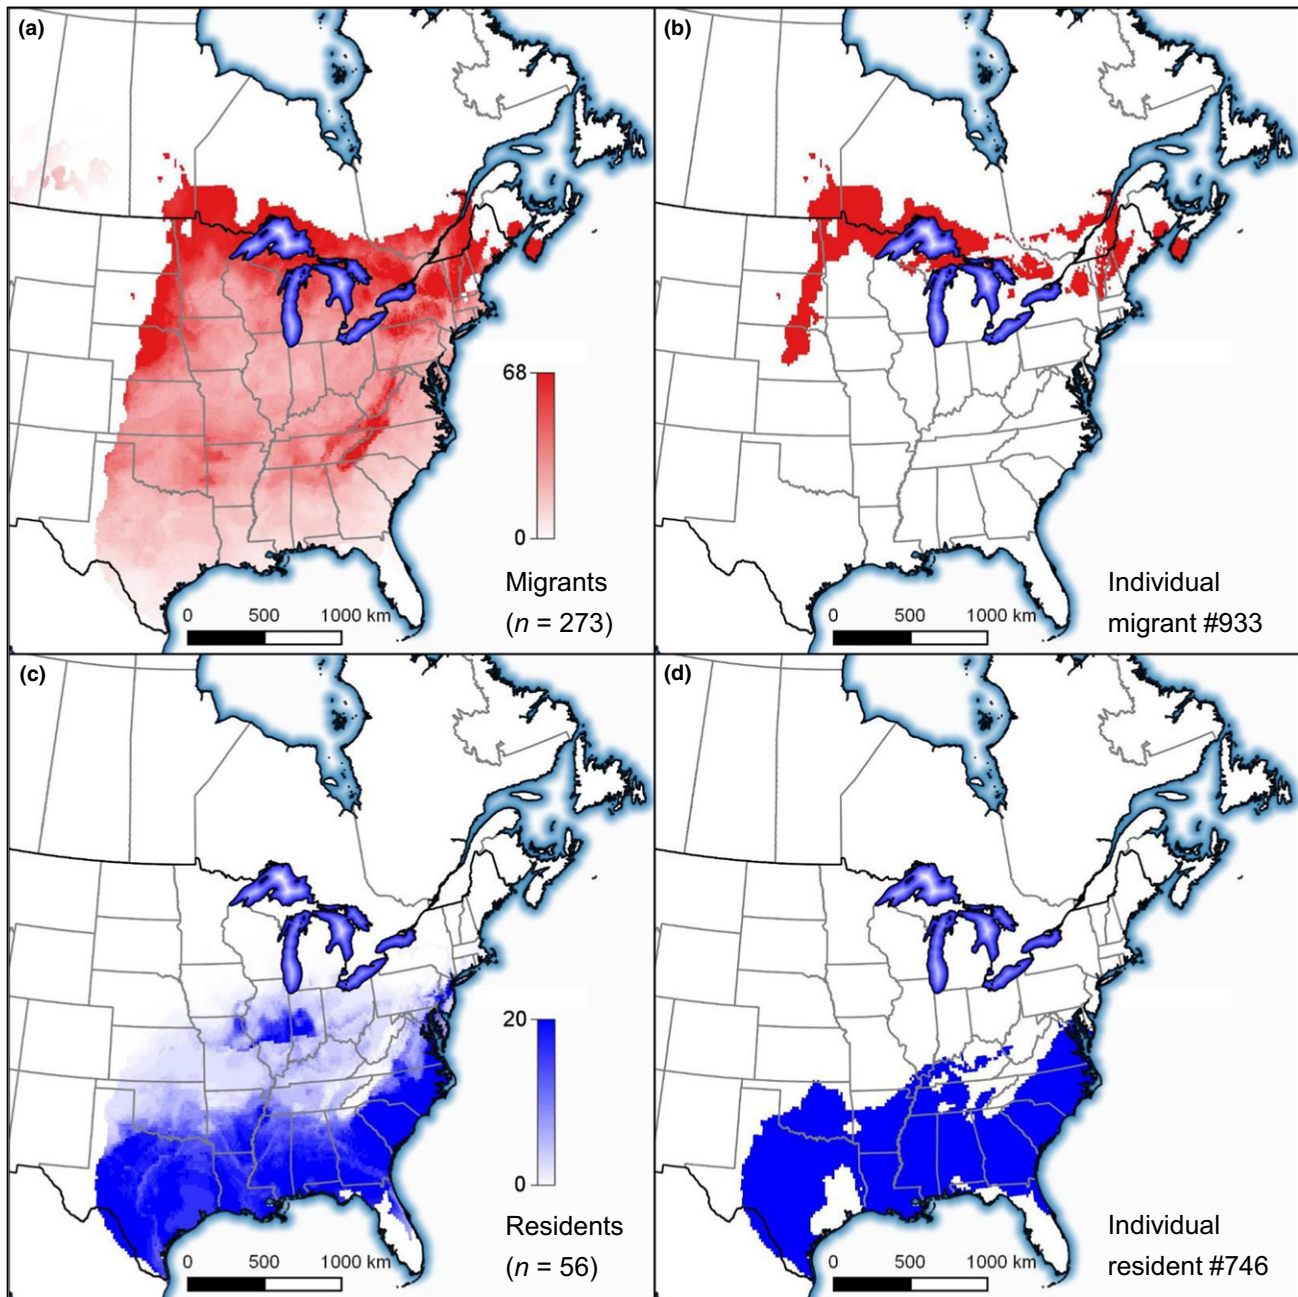 (a)
68
0
Migrants
(n = 273)
0 500 1000 km
(b)
Individual
migrant #933
0 500 1000 km
(c)
20
0
Residents
(n = 56)
0 500 1000 km
(d)
Individual
resident #746
0 500 1000 km